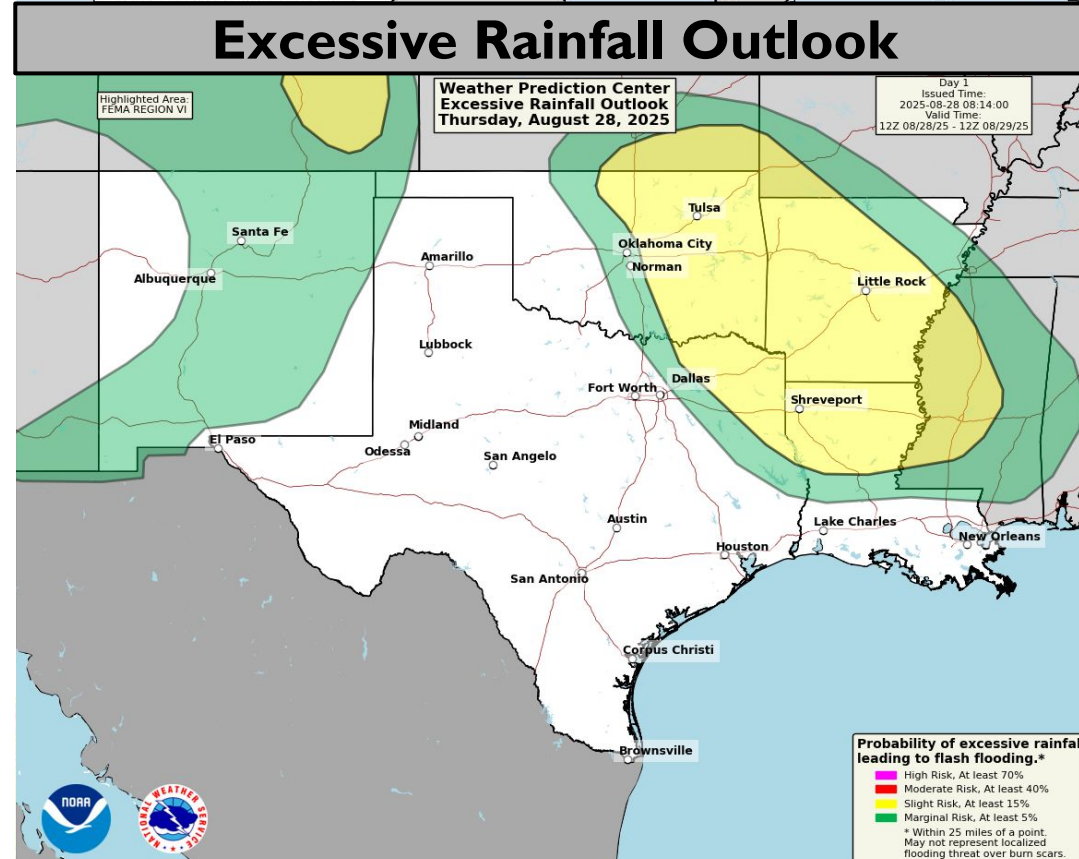 Excessive Rainfall Outlook
Highlighted Area:
FEMA REGION VI
Weather Prediction Center
Excessive Rainfall Outlook
Thursday, August 28, 2025
Day 1
Issued Time:
2025-08-28 08:14:00
Valid Time:
12Z 08/28/25 - 12Z 08/29/25
Tulsa
Santa Fe
Oklahoma City
Amarillo
Norman
Albuquerque
Little Rock
Lubbock
Dallas
Fort Worth
Shreveport
Midland
El Paso
Odessa
San Angelo
Austin
Lake Charles
New Orleans
Houston
San Antonio
Corpus Christi
Brownsville
Probability of excessive rainfall
leading to flash flooding.*
High Risk, At least 70%
Moderate Risk, At least 40%
Slight Risk, At least 15%
Marginal Risk, At least 5%
* Within 25 miles of a point.
May not represent localized
flooding threat over burn scars.
NOAA
NATIONAL WEATHER SERVICE